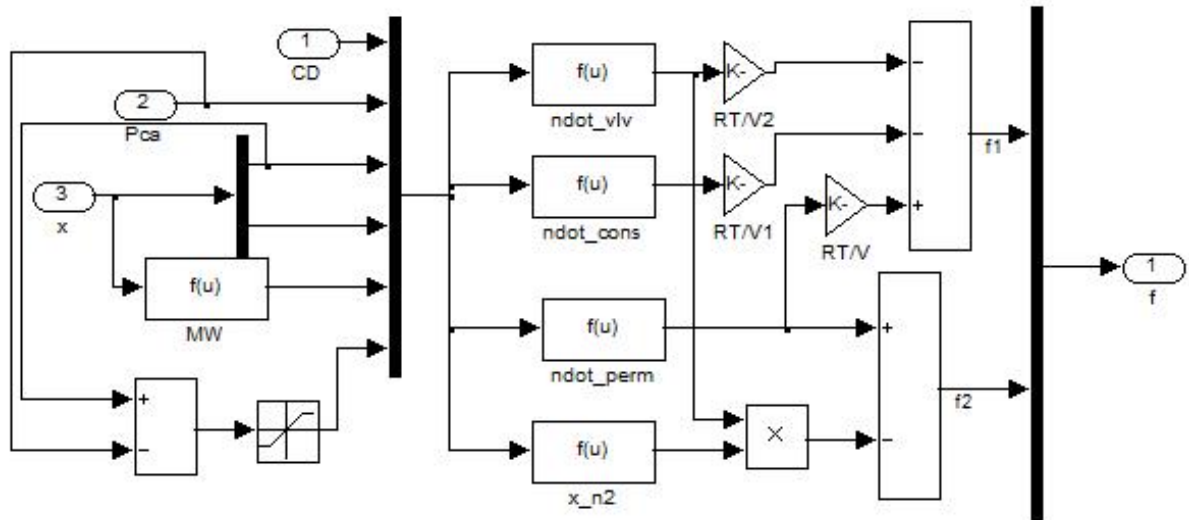 1
CD
2
Pca
3
x
f(u)
MW
+
−
f(u)
ndot_vlv
f(u)
ndot_cons
f(u)
ndot_perm
f(u)
x_n2
K-
RT/V2
K-
RT/V1
K-
RT/V
×
−
−
+
f1
+
−
f2
1
f